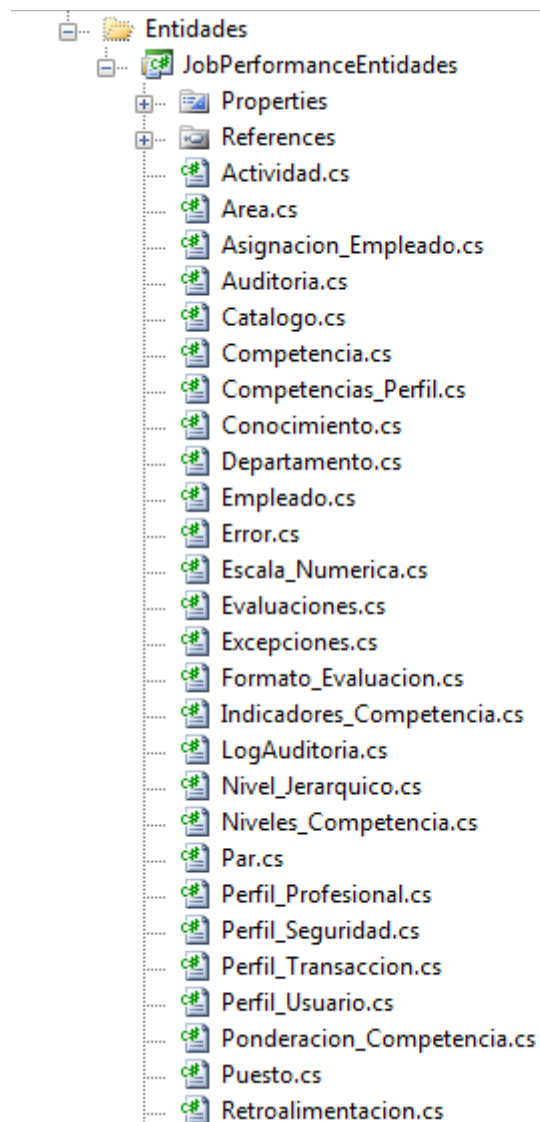 Entidades
JobPerformanceEntidades
Properties
References
Actividad.cs
Area.cs
Asignacion_Empleado.cs
Auditoria.cs
Catalogo.cs
Competencia.cs
Competencias_Perfil.cs
Conocimiento.cs
Departamento.cs
Empleado.cs
Error.cs
Escala_Numerica.cs
Evaluaciones.cs
Excepciones.cs
Formato_Evaluacion.cs
Indicadores_Competencia.cs
LogAuditoria.cs
Nivel_Jerarquico.cs
Niveles_Competencia.cs
Par.cs
Perfil_Profesional.cs
Perfil_Seguridad.cs
Perfil_Transaccion.cs
Perfil_Usuario.cs
Ponderacion_Competencia.cs
Puesto.cs
Retroalimentacion.cs